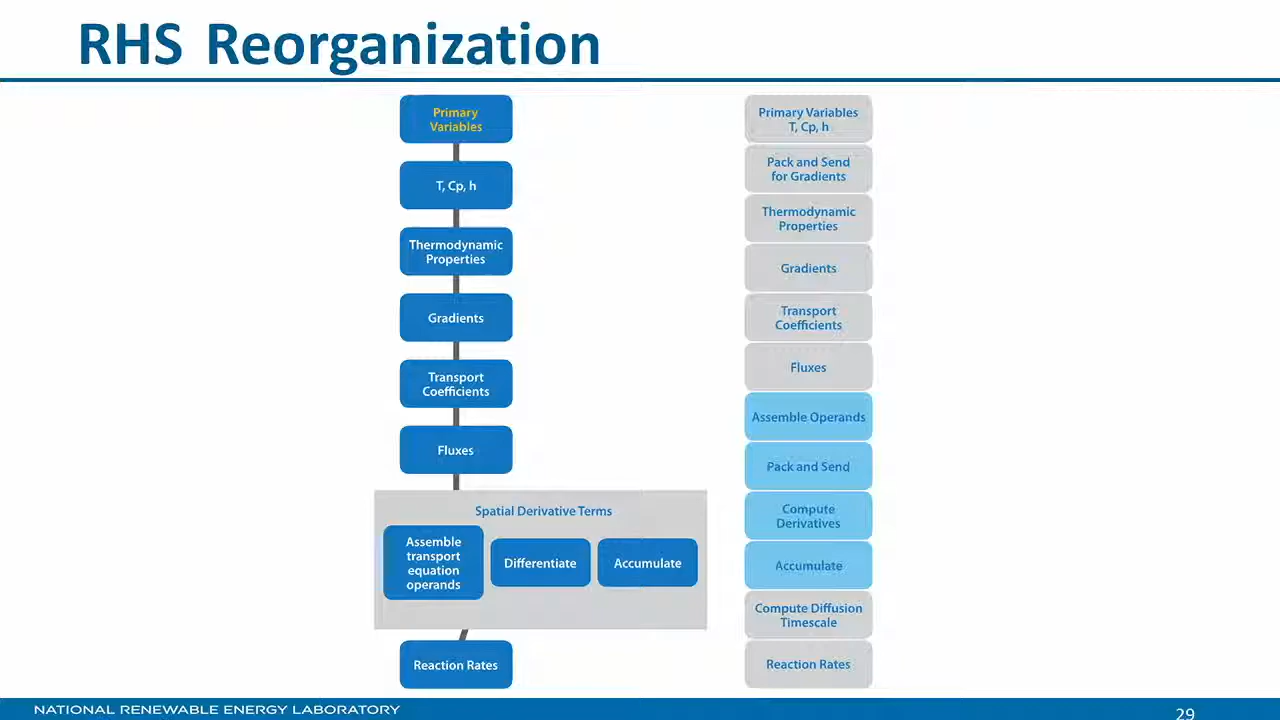 RHS Reorganization
Primary
Variables
T, Cp, h
Thermodynamic
Properties
Gradients
Transport
Coefficients
Fluxes
Spatial Derivative Terms
Assemble
transport
equation
operands
Differentiate
Accumulate
Reaction Rates
Primary Variables
T, Cp, h
Pack and Send
for Gradients
Thermodynamic
Properties
Gradients
Transport
Coefficients
Fluxes
Assemble Operands
Pack and Send
Compute
Derivatives
Accumulate
Compute Diffusion
Timescale
Reaction Rates
NATIONAL RENEWABLE ENERGY LABORATORY
29